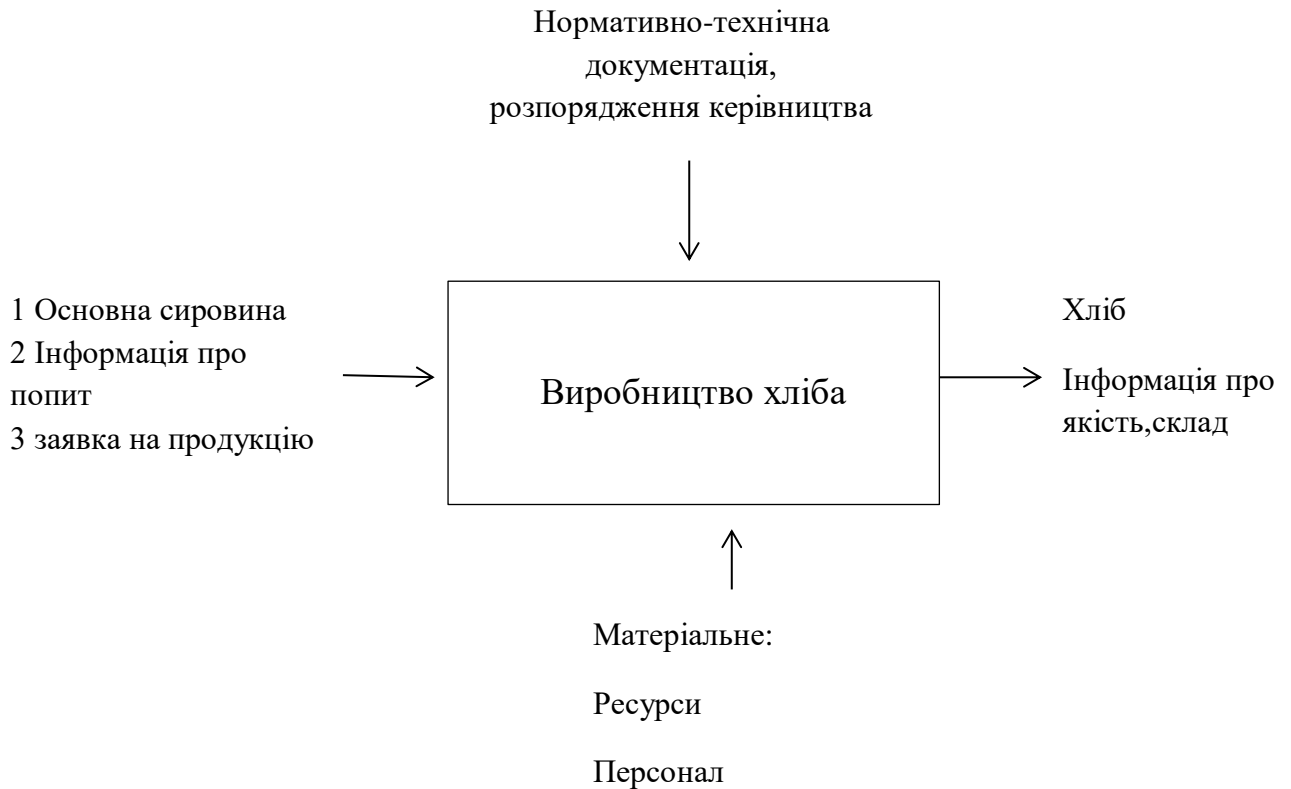 Нормативно-технічна
документація,
розпорядження керівництва
1 Основна сировина
2 Інформація про
попит
3 заявка на продукцію
Виробництво хліба
Хліб
Інформація про
якість,склад
Матеріальне:
Ресурси
Персонал